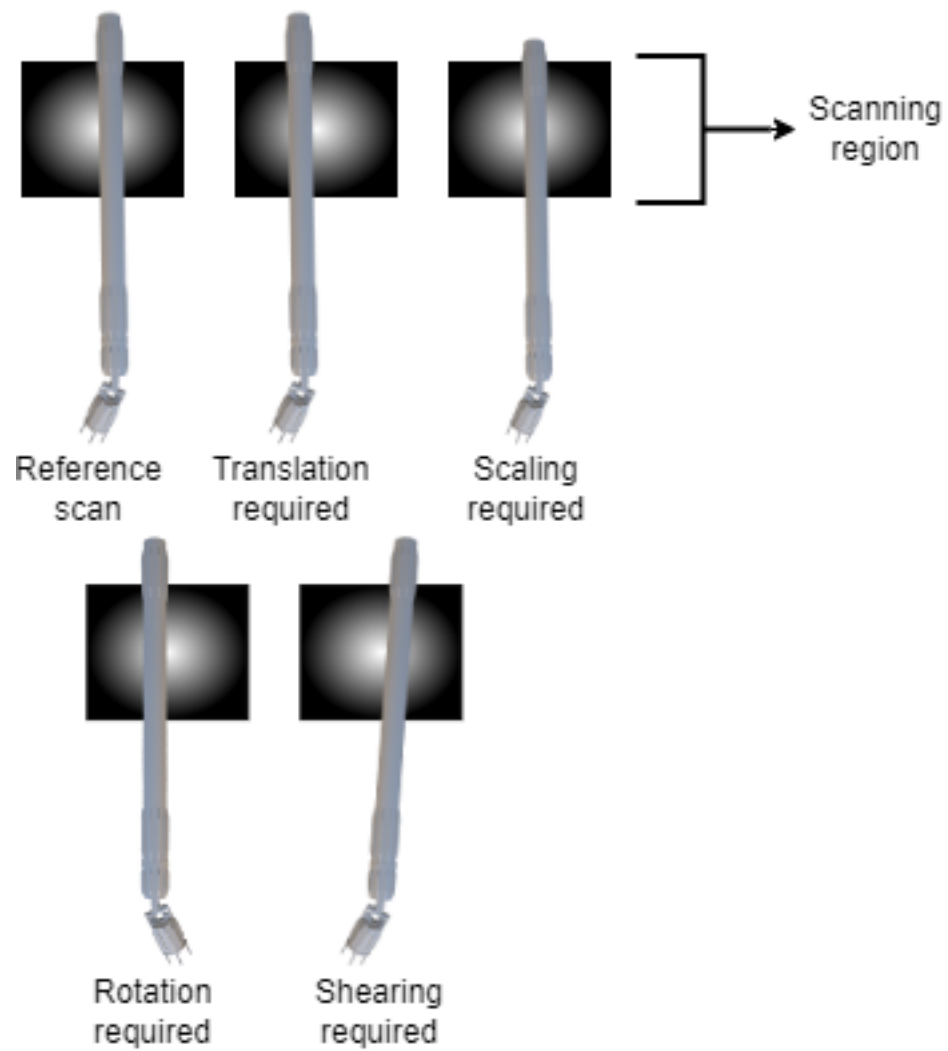 Scanning
region
Reference
scan
Translation
required
Scaling
required
Rotation
required
Shearing
required